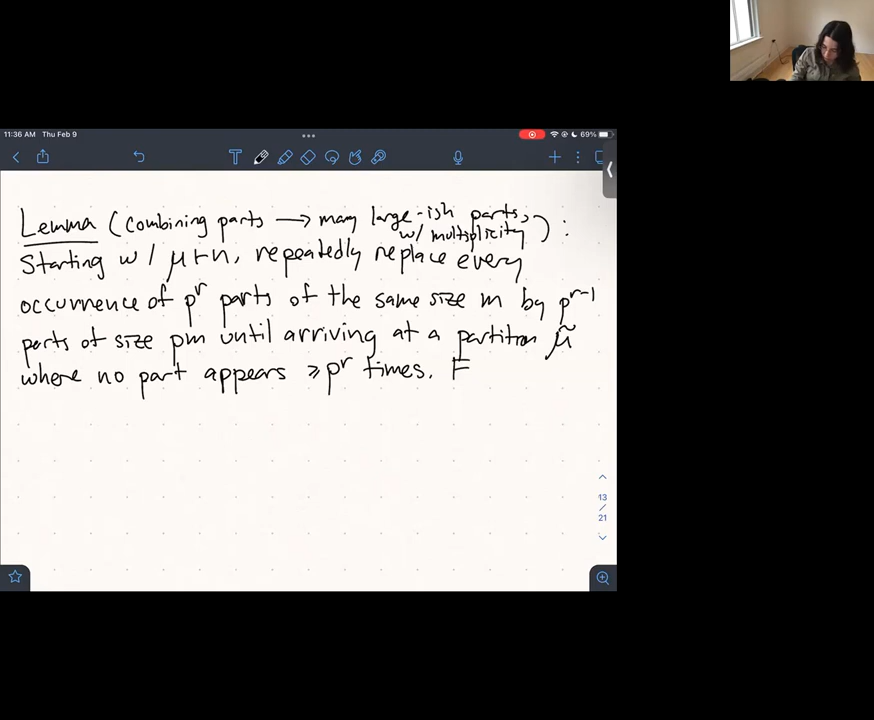 11:36 AM Thu Feb 9
69%
Lemma (combining parts → many large-ish parts, w/ multiplicity):
Starting w/ μ⊢n, repeatedly replace every
occurrence of p^r parts of the same size m by p^{r-1}
parts of size pm until arriving at a partition μ̃
where no part appears ≥p^r times. F
13
/
21